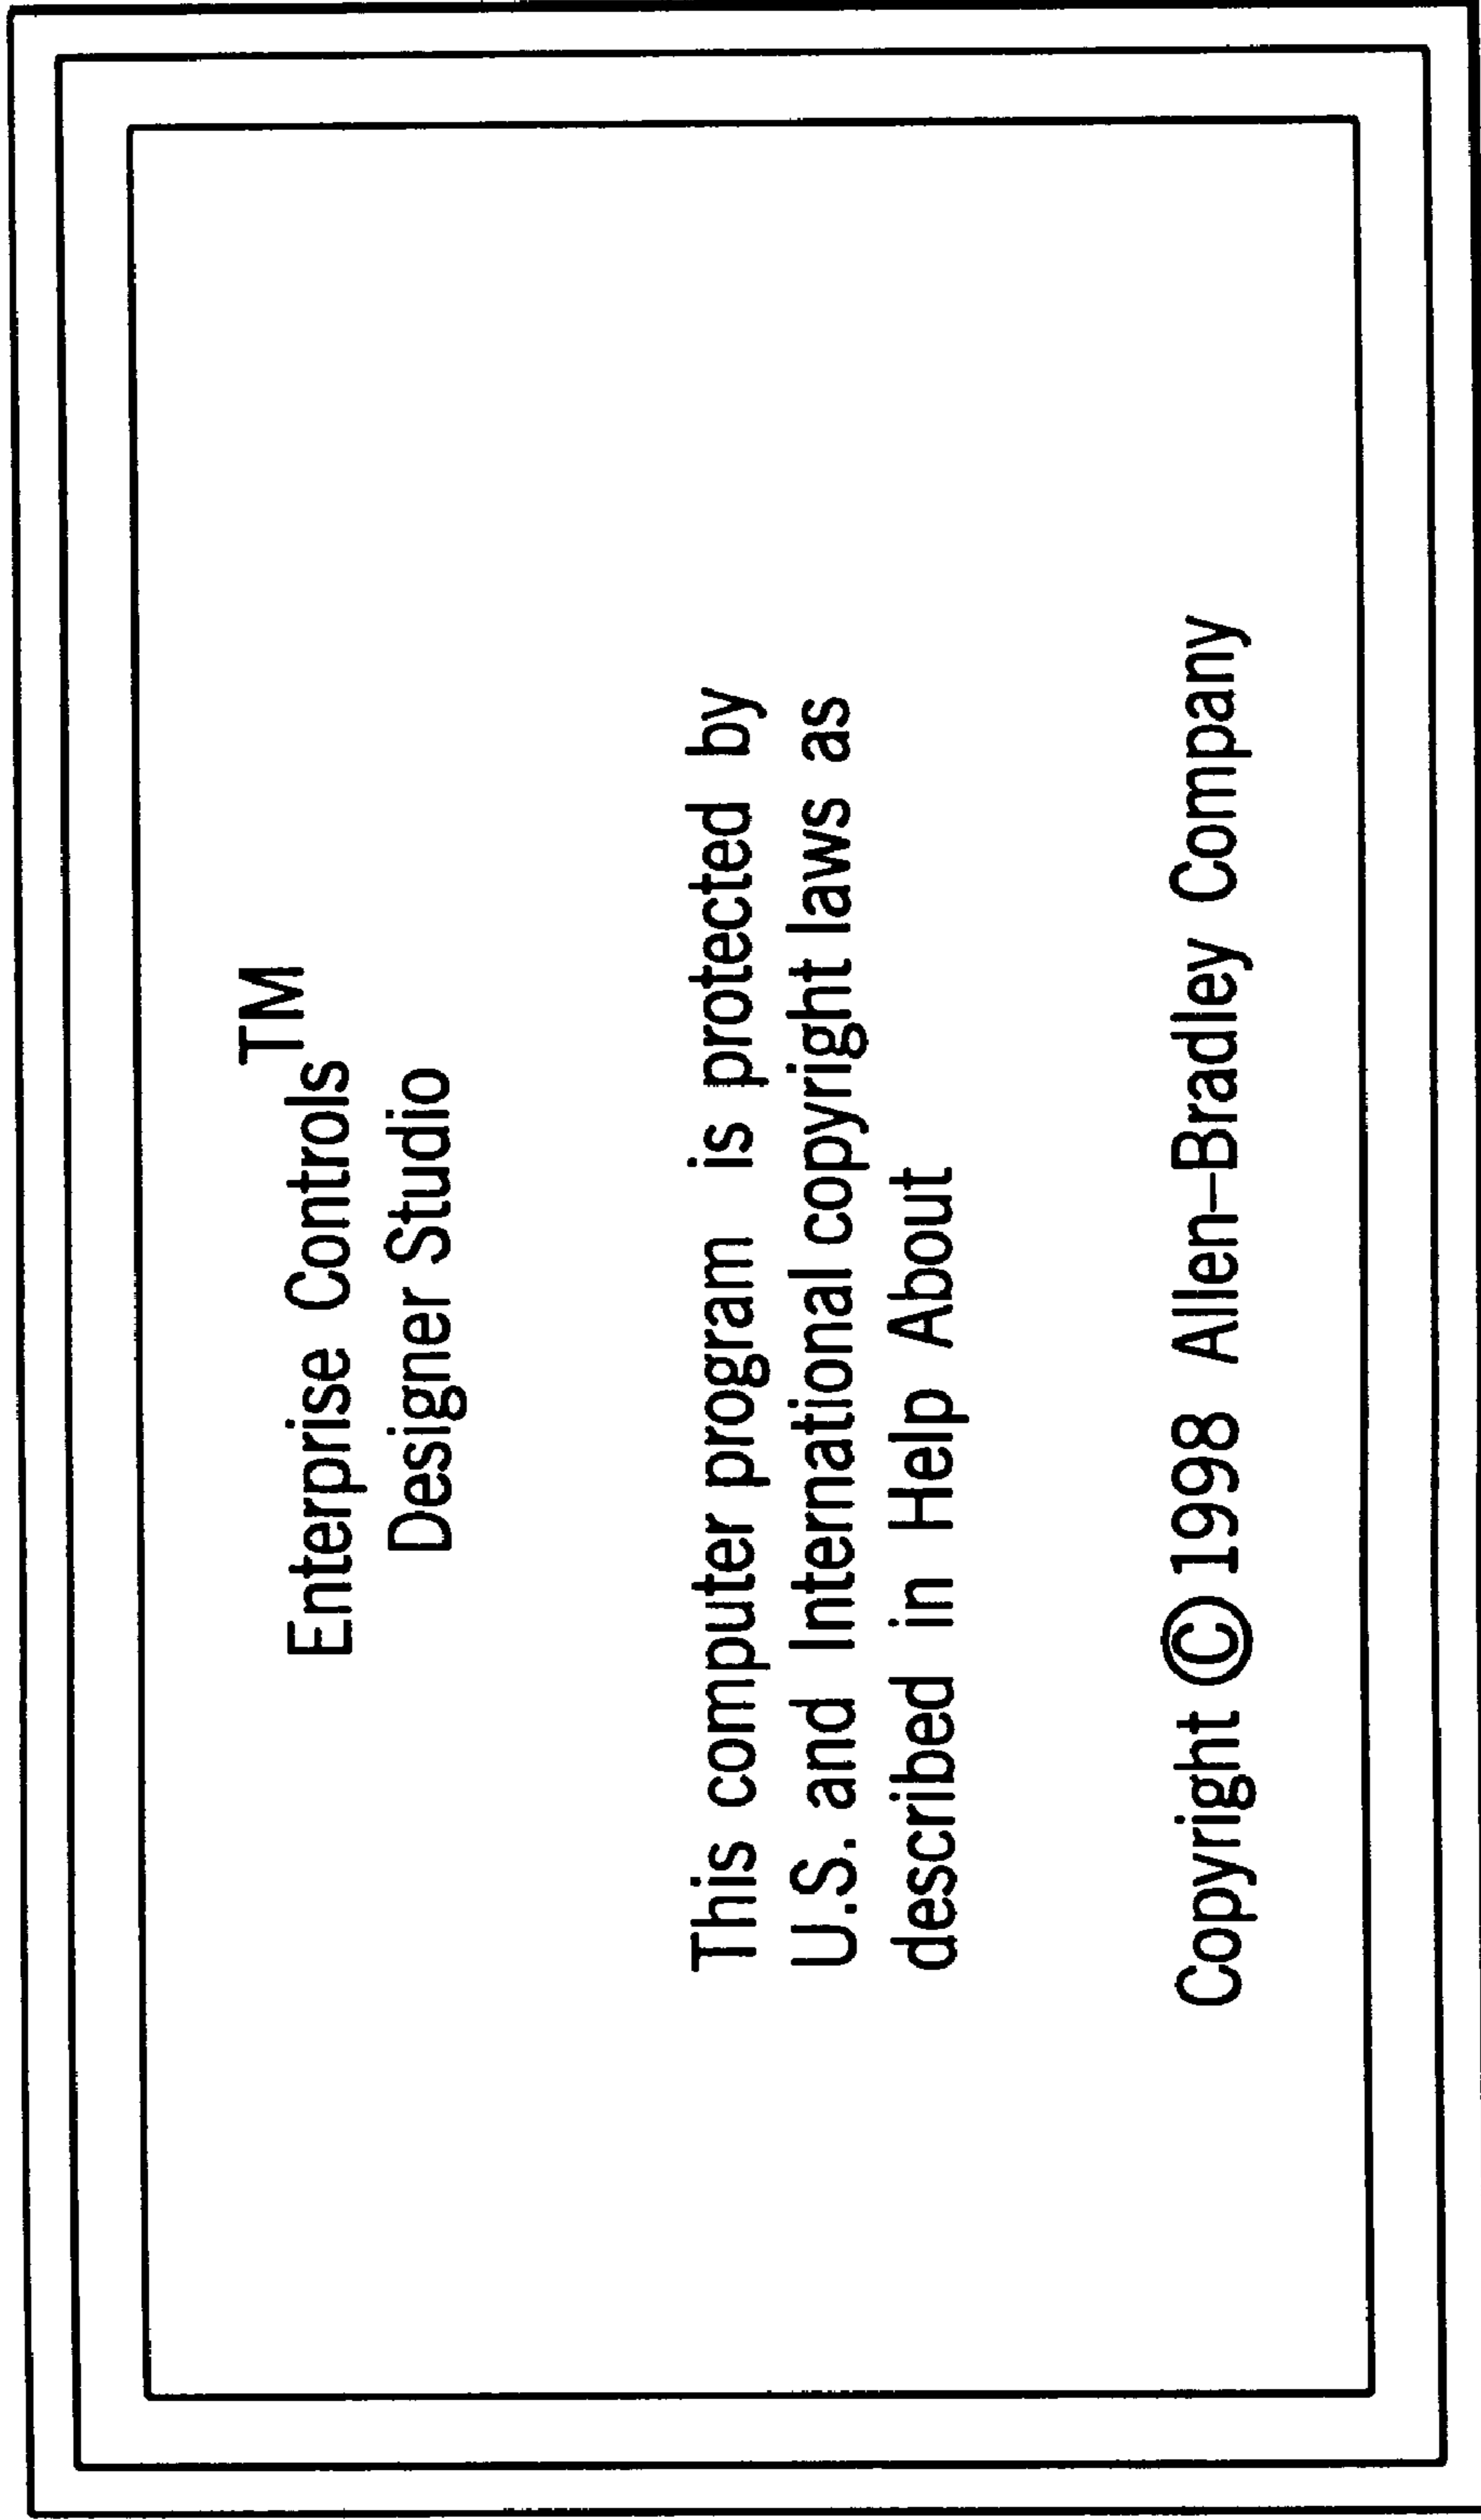 Enterprise Controls™
Designer Studio
This computer program is protected by
U.S. and International copyright laws as
described in Help About
Copyright © 1998 Allen-Bradley Company